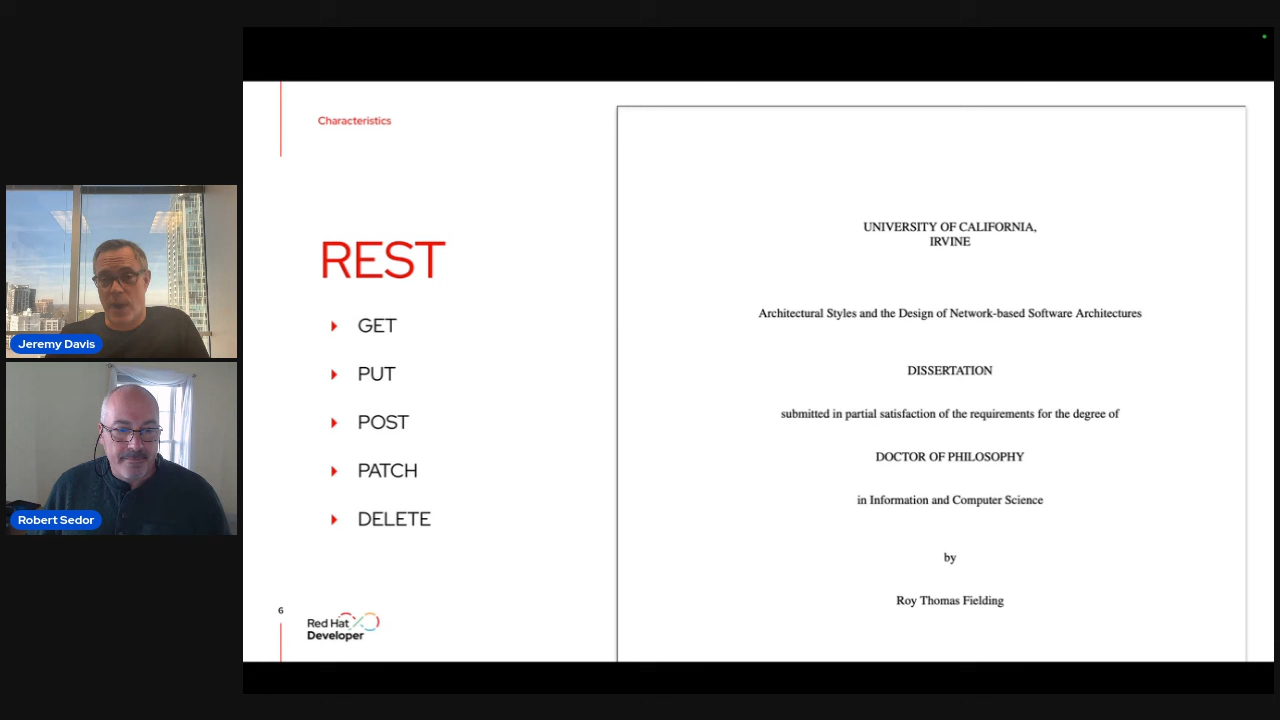 Jeremy Davis
Robert Sedor
Characteristics
REST
GET
PUT
POST
PATCH
DELETE
6
Red Hat
Developer
UNIVERSITY OF CALIFORNIA,
IRVINE
Architectural Styles and the Design of Network-based Software Architectures
DISSERTATION
submitted in partial satisfaction of the requirements for the degree of
DOCTOR OF PHILOSOPHY
in Information and Computer Science
by
Roy Thomas Fielding